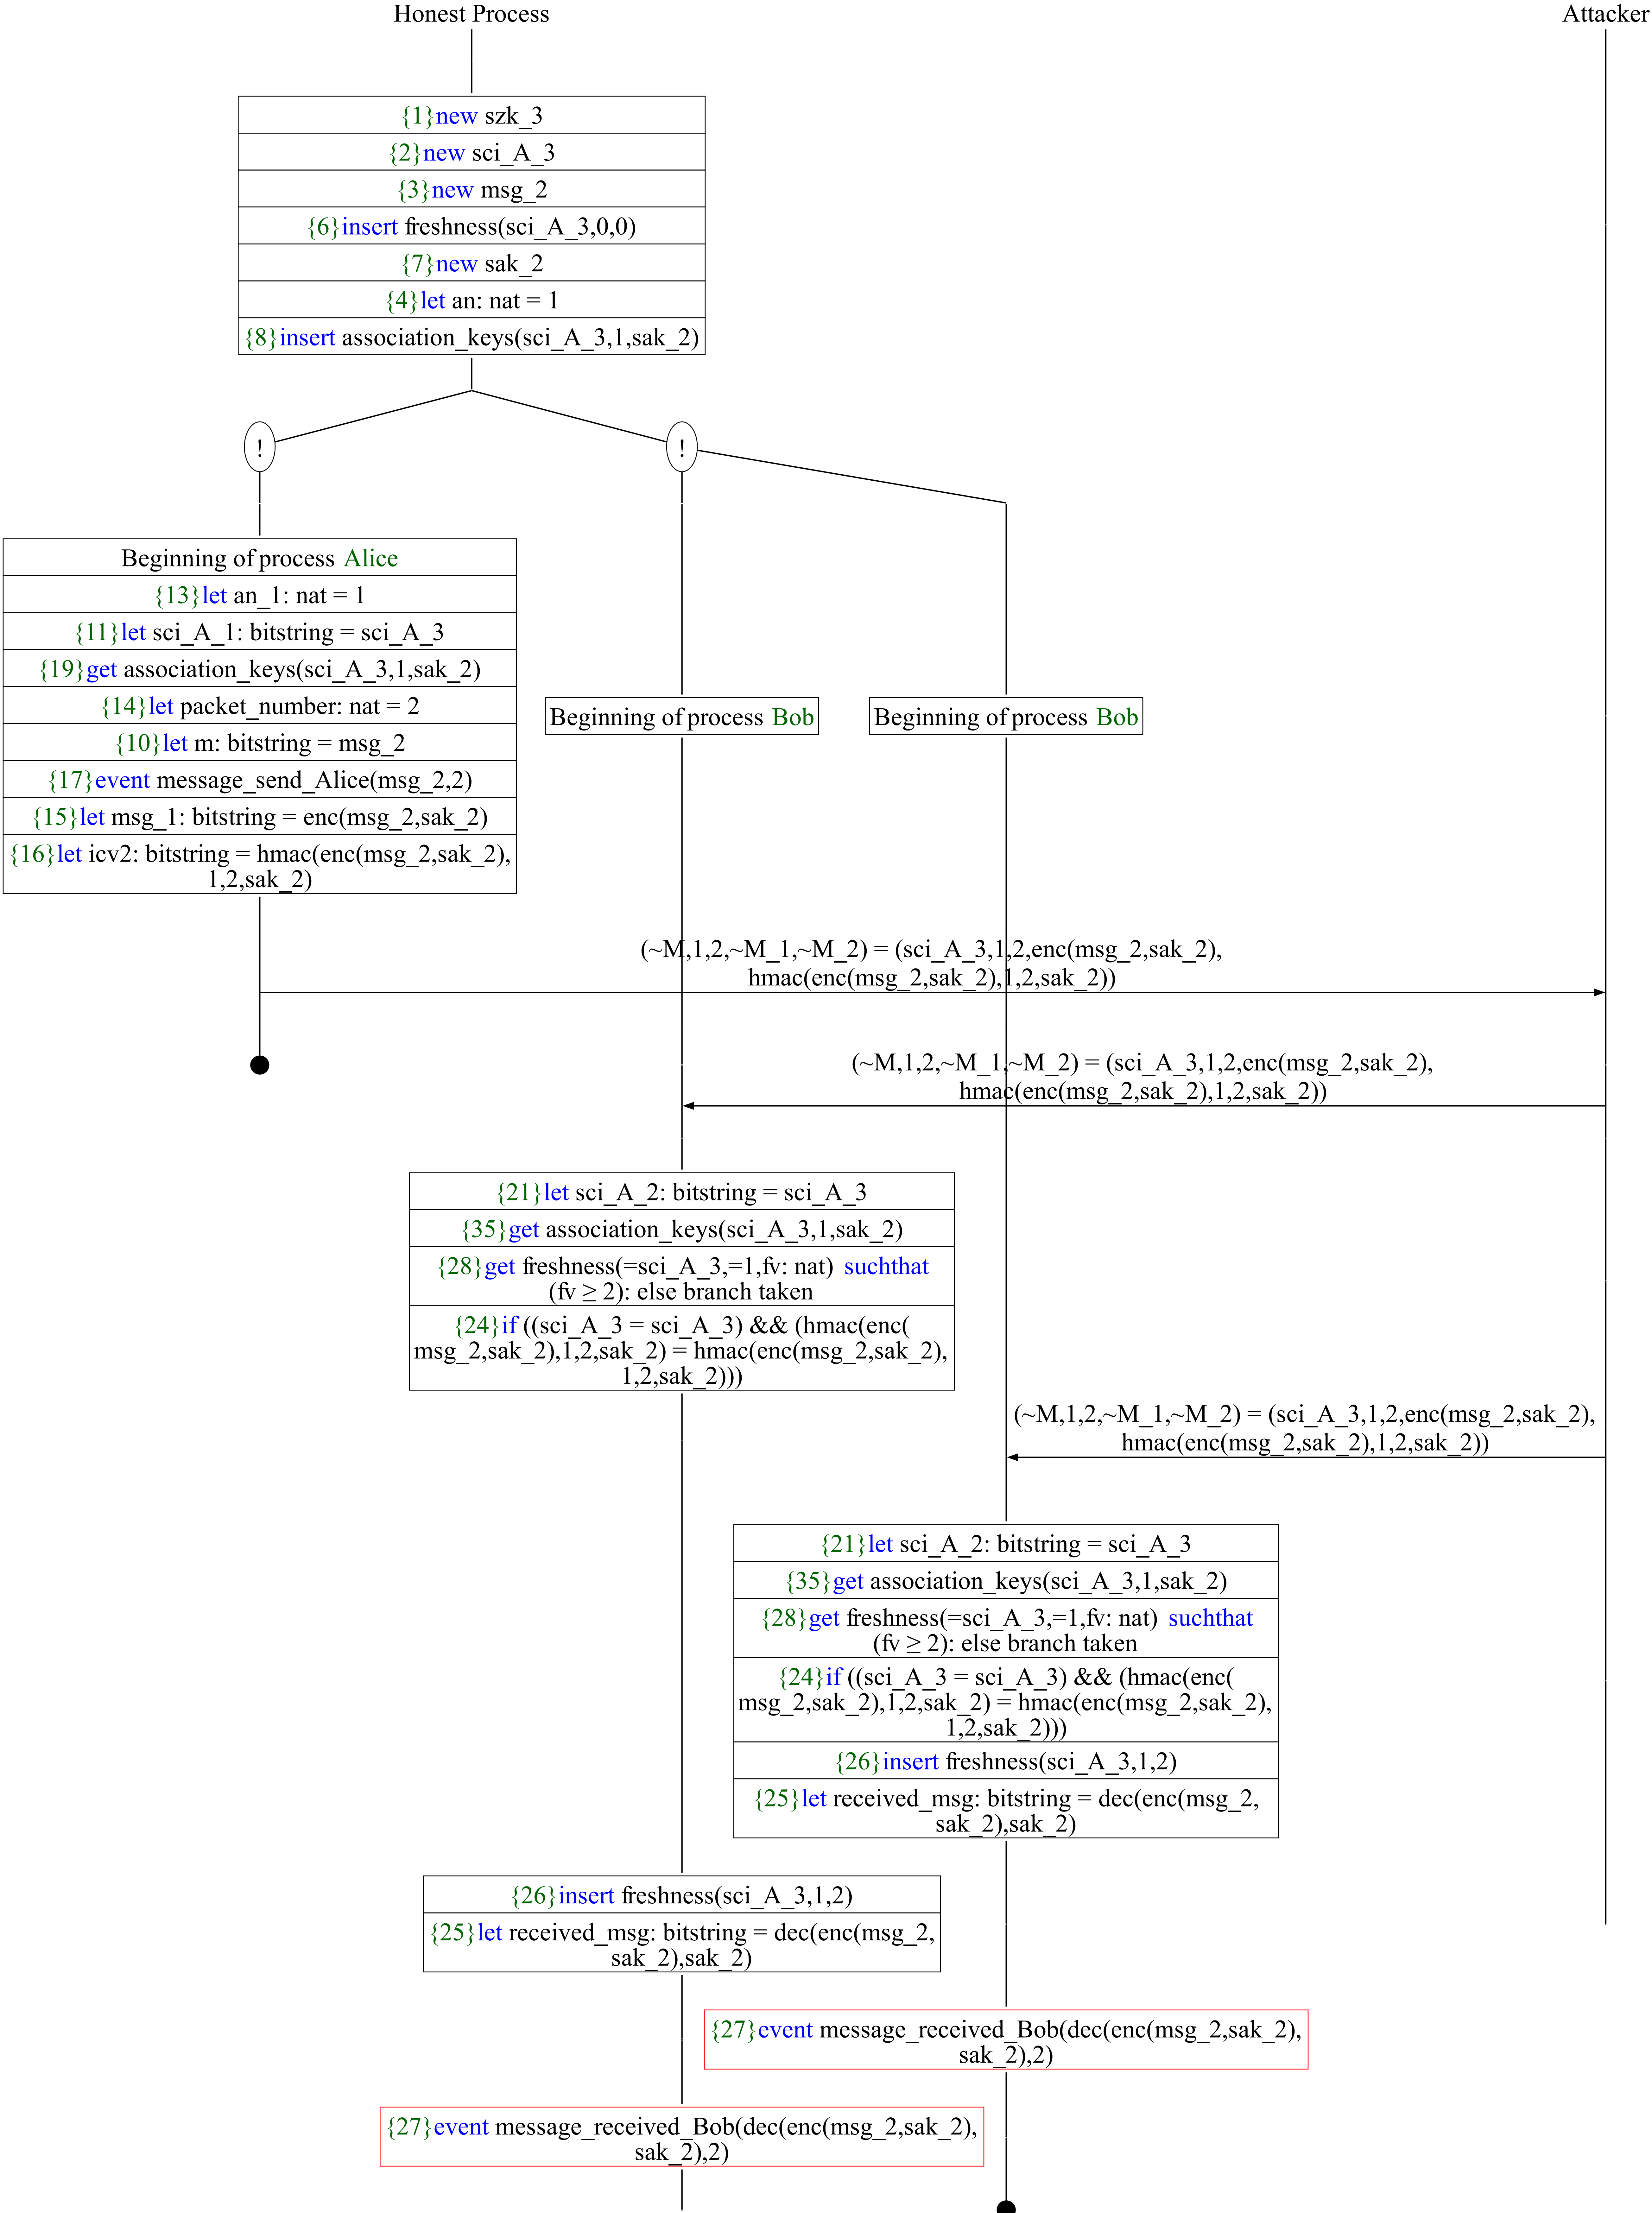 Honest Process
Attacker
{1}new szk_3
{2}new sci_A_3
{3}new msg_2
{6}insert freshness(sci_A_3,0,0)
{7}new sak_2
{4}let an: nat = 1
{8}insert association_keys(sci_A_3,1,sak_2)
!
!
Beginning of process Alice
{13}let an_1: nat = 1
{11}let sci_A_1: bitstring = sci_A_3
{19}get association_keys(sci_A_3,1,sak_2)
{14}let packet_number: nat = 2
{10}let m: bitstring = msg_2
{17}event message_send_Alice(msg_2,2)
{15}let msg_1: bitstring = enc(msg_2,sak_2)
{16}let icv2: bitstring = hmac(enc(msg_2,sak_2),
1,2,sak_2)
Beginning of process Bob
Beginning of process Bob
(~M,1,2,~M_1,~M_2) = (sci_A_3,1,2,enc(msg_2,sak_2),
hmac(enc(msg_2,sak_2),1,2,sak_2))
(~M,1,2,~M_1,~M_2) = (sci_A_3,1,2,enc(msg_2,sak_2),
hmac(enc(msg_2,sak_2),1,2,sak_2))
{21}let sci_A_2: bitstring = sci_A_3
{35}get association_keys(sci_A_3,1,sak_2)
{28}get freshness(=sci_A_3,=1,fv: nat) suchthat
(fv ≥ 2): else branch taken
{24}if ((sci_A_3 = sci_A_3) && (hmac(enc(
msg_2,sak_2),1,2,sak_2) = hmac(enc(msg_2,sak_2),
1,2,sak_2)))
(~M,1,2,~M_1,~M_2) = (sci_A_3,1,2,enc(msg_2,sak_2),
hmac(enc(msg_2,sak_2),1,2,sak_2))
{21}let sci_A_2: bitstring = sci_A_3
{35}get association_keys(sci_A_3,1,sak_2)
{28}get freshness(=sci_A_3,=1,fv: nat) suchthat
(fv ≥ 2): else branch taken
{24}if ((sci_A_3 = sci_A_3) && (hmac(enc(
msg_2,sak_2),1,2,sak_2) = hmac(enc(msg_2,sak_2),
1,2,sak_2)))
{26}insert freshness(sci_A_3,1,2)
{25}let received_msg: bitstring = dec(enc(msg_2,
sak_2),sak_2)
{26}insert freshness(sci_A_3,1,2)
{25}let received_msg: bitstring = dec(enc(msg_2,
sak_2),sak_2)
{27}event message_received_Bob(dec(enc(msg_2,sak_2),
sak_2),2)
{27}event message_received_Bob(dec(enc(msg_2,sak_2),
sak_2),2)